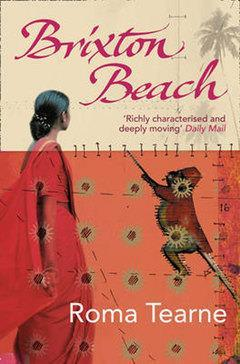 Brixton
Beach
'Richly characterised and
deeply moving' Daily Mail
Roma Tearne